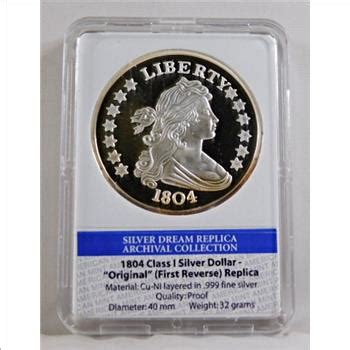 LIBERTY
1804
SILVER DREAM REPLICA
ARCHIVAL COLLECTION
1804 Class I Silver Dollar -
"Original" (First Reverse) Replica
Material: Cu-Ni layered in .999 fine silver
Quality: Proof
Diameter: 40 mm Weight: 32 grams